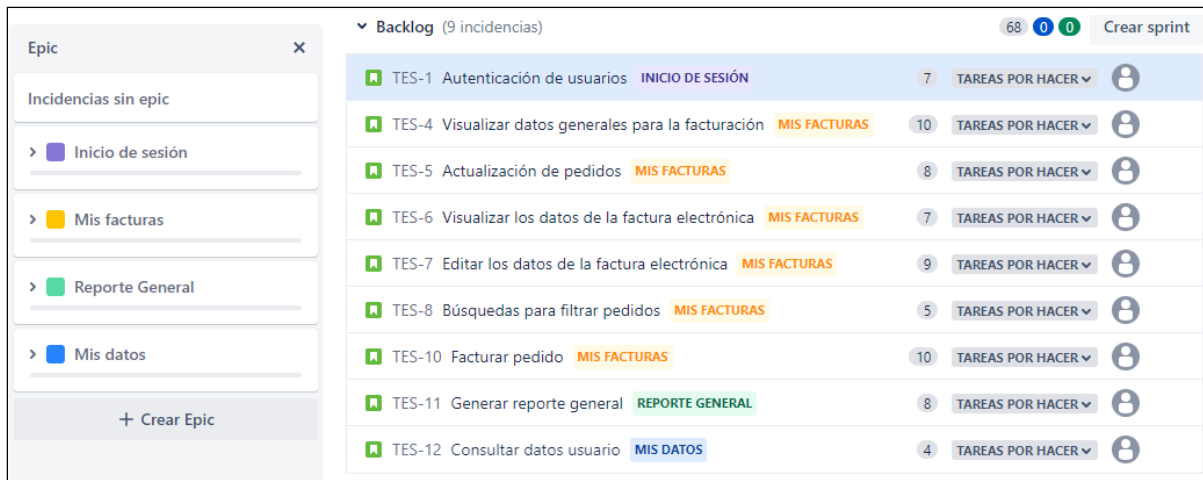 Epic ×
Incidencias sin epic
Inicio de sesión
Mis facturas
Reporte General
Mis datos
+ Crear Epic
Backlog (9 incidencias) 68 0 0 Crear sprint
TES-1 Autenticación de usuarios INICIO DE SESIÓN 7 TAREAS POR HACER
TES-4 Visualizar datos generales para la facturación MIS FACTURAS 10 TAREAS POR HACER
TES-5 Actualización de pedidos MIS FACTURAS 8 TAREAS POR HACER
TES-6 Visualizar los datos de la factura electrónica MIS FACTURAS 7 TAREAS POR HACER
TES-7 Editar los datos de la factura electrónica MIS FACTURAS 9 TAREAS POR HACER
TES-8 Búsquedas para filtrar pedidos MIS FACTURAS 5 TAREAS POR HACER
TES-10 Facturar pedido MIS FACTURAS 10 TAREAS POR HACER
TES-11 Generar reporte general REPORTE GENERAL 8 TAREAS POR HACER
TES-12 Consultar datos usuario MIS DATOS 4 TAREAS POR HACER